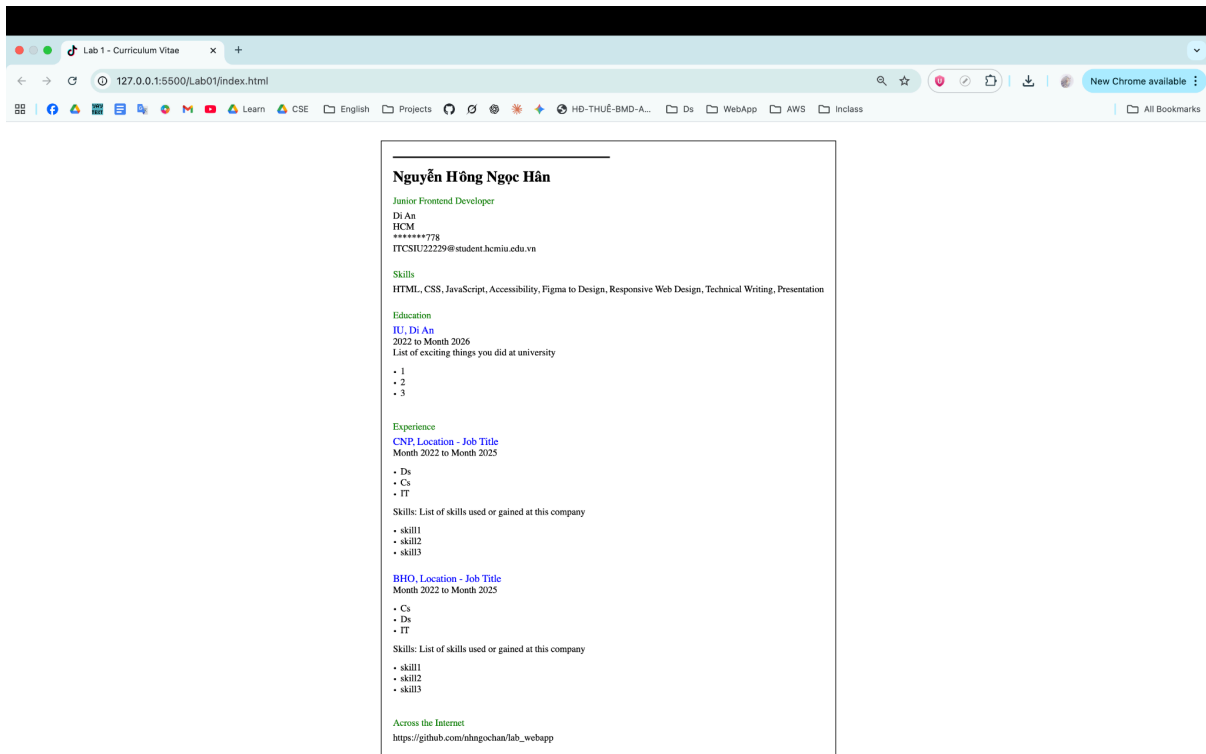 Lab 1 - Curriculum Vitae
127.0.0.1:5500/Lab01/index.html
New Chrome available
VERY TEXT Learn CSE English Projects HĐ-THUÊ-BMD-A... Ds WebApp AWS Inclass All Bookmarks
Nguyễn Hồng Ngọc Hân
Junior Frontend Developer
Di An
HCM
*******778
ITCSIU22229@student.hcmiu.edu.vn
Skills
HTML, CSS, JavaScript, Accessibility, Figma to Design, Responsive Web Design, Technical Writing, Presentation
Education
IU, Di An
2022 to Month 2026
List of exciting things you did at university
• 1
• 2
• 3
Experience
CNP, Location - Job Title
Month 2022 to Month 2025
• Ds
• Cs
• IT
Skills: List of skills used or gained at this company
• skill1
• skill2
• skill3
BHO, Location - Job Title
Month 2022 to Month 2025
• Cs
• Ds
• IT
Skills: List of skills used or gained at this company
• skill1
• skill2
• skill3
Across the Internet
https://github.com/nhngochan/lab_webapp